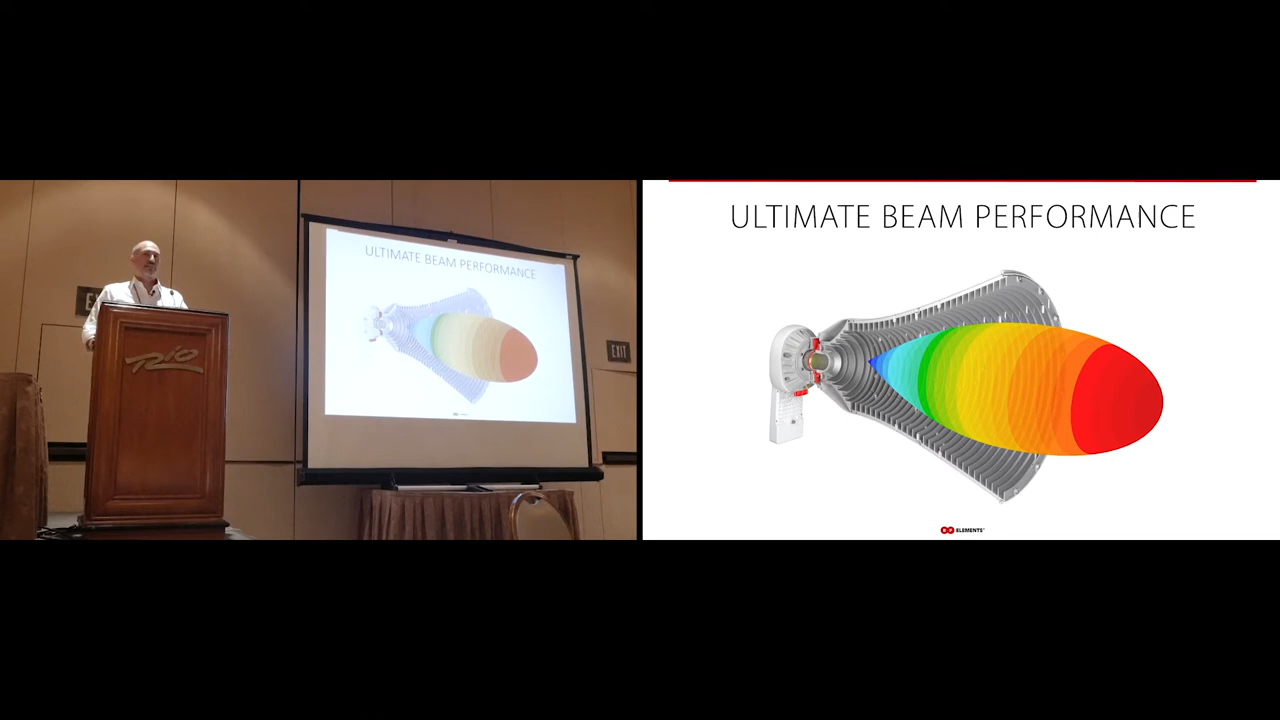 Rio
ULTIMATE BEAM PERFORMANCE
EXIT
ULTIMATE BEAM PERFORMANCE
ELEMENTS